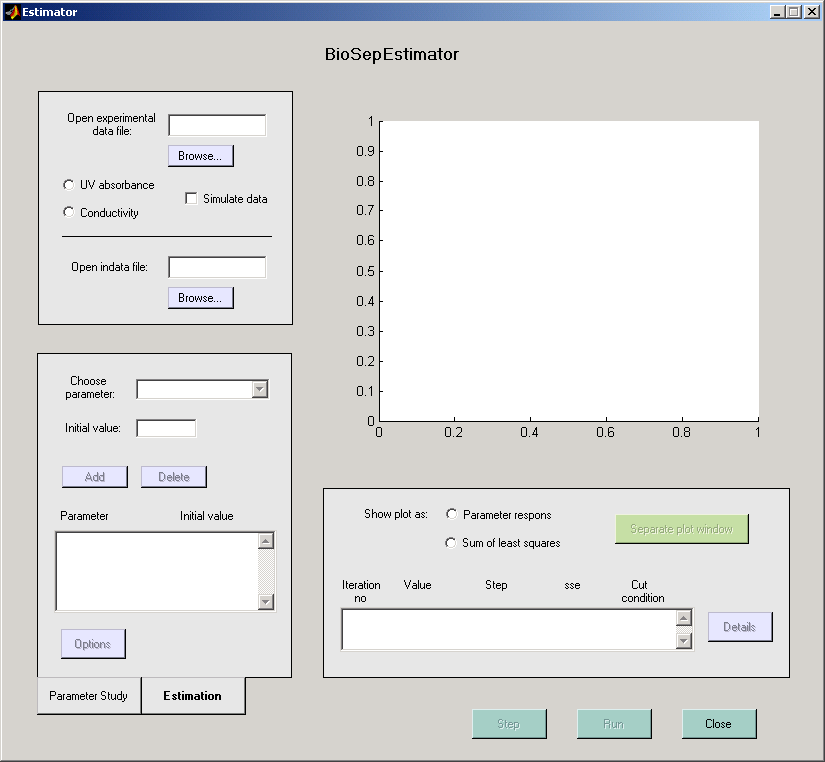 Estimator
BioSepEstimator
Open experimental
data file:
Browse...
UV absorbance
Simulate data
Conductivity
Open indata file:
Browse...
Choose
parameter:
Initial value:
Add Delete
Parameter Initial value
Options
Parameter Study Estimation
1
0.9
0.8
0.7
0.6
0.5
0.4
0.3
0.2
0.1
0
0 0.2 0.4 0.6 0.8 1
Show plot as: Parameter respons
Sum of least squares
Separate plot window
Iteration Value Step sse Cut
no condition
Details
Step Run Close